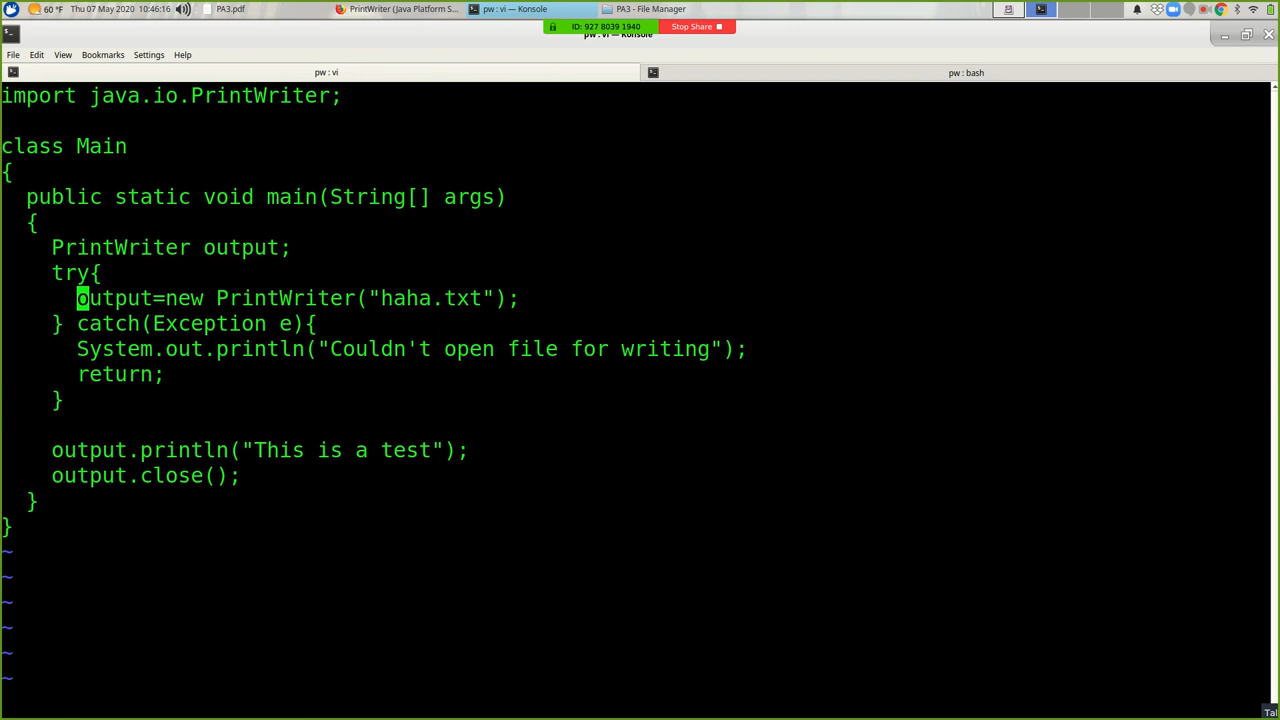 60 °F Thu 07 May 2020 10:46:16 PA3.pdf PrintWriter (Java Platform S... pw : vi — Konsole PA3 - File Manager
ID: 927 8039 1940 Stop Share
pw : vi — Konsole
File Edit View Bookmarks Settings Help
pw : vi pw : bash
import java.io.PrintWriter;
class Main
{
public static void main(String[] args)
{
PrintWriter output;
try{
output=new PrintWriter("haha.txt");
} catch(Exception e){
System.out.println("Couldn't open file for writing");
return;
}
output.println("This is a test");
output.close();
}
}
~
~
~
~
~
~
Tal